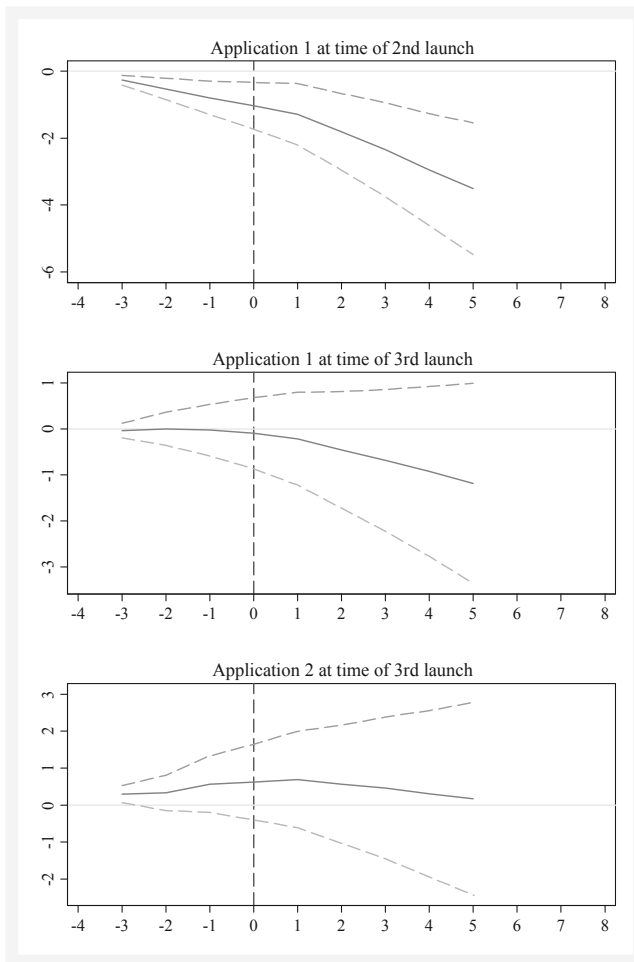 Application 1 at time of 2nd launch
0
-2
-4
-6
-4 -3 -2 -1 0 1 2 3 4 5 6 7 8
Application 1 at time of 3rd launch
1
0
-1
-2
-3
-4 -3 -2 -1 0 1 2 3 4 5 6 7 8
Application 2 at time of 3rd launch
3
2
1
0
-1
-2
-4 -3 -2 -1 0 1 2 3 4 5 6 7 8